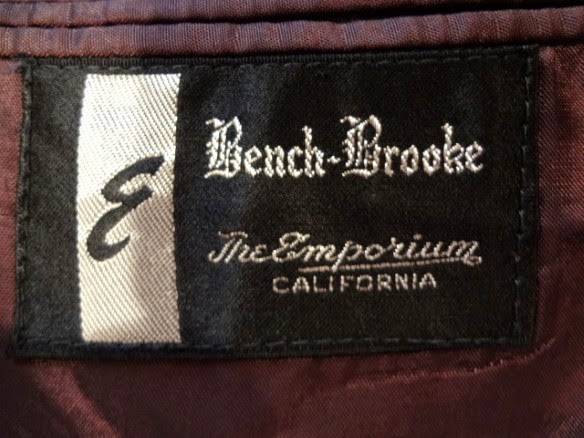 E
Bench-Brooke
The Emporium
CALIFORNIA